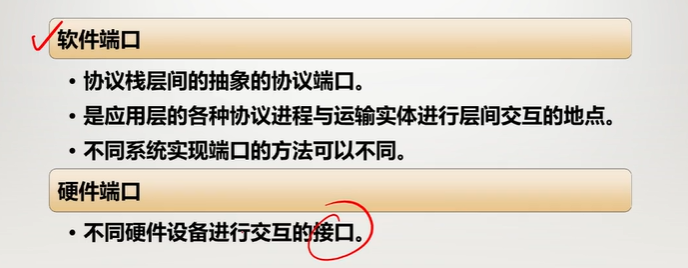 软件端口
• 协议栈层间的抽象的协议端口。
• 是应用层的各种协议进程与运输实体进行层间交互的地点。
• 不同系统实现端口的方法可以不同。
硬件端口
• 不同硬件设备进行交互的接口。